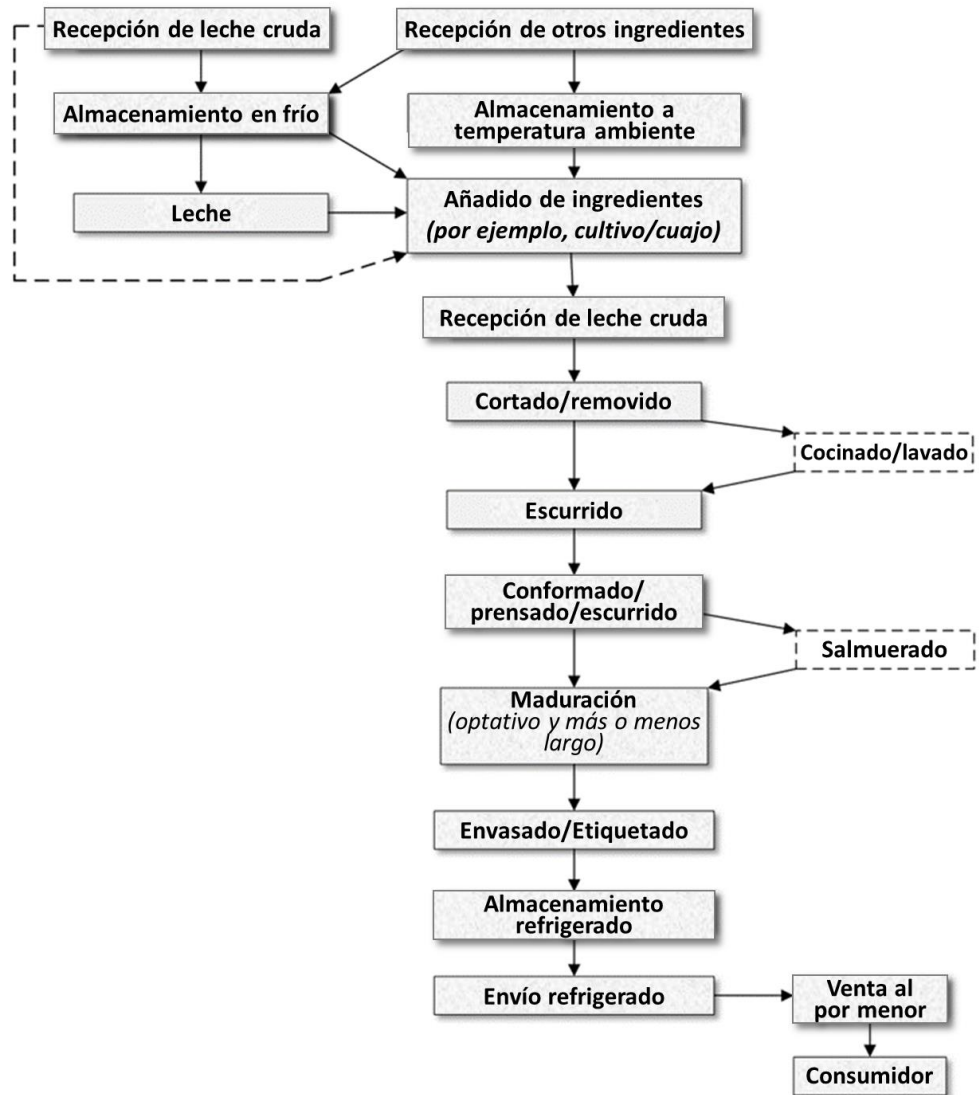 Recepción de leche cruda
Recepción de otros ingredientes
Almacenamiento en frío
Almacenamiento a
temperatura ambiente
Leche
Añadido de ingredientes
(por ejemplo, cultivo/cuajo)
Recepción de leche cruda
Cortado/removido
Cocinado/lavado
Escurrido
Conformado/
prensado/escurrido
Salmuerado
Maduración
(optativo y más o menos
largo)
Envasado/Etiquetado
Almacenamiento
refrigerado
Envío refrigerado
Venta al
por menor
Consumidor